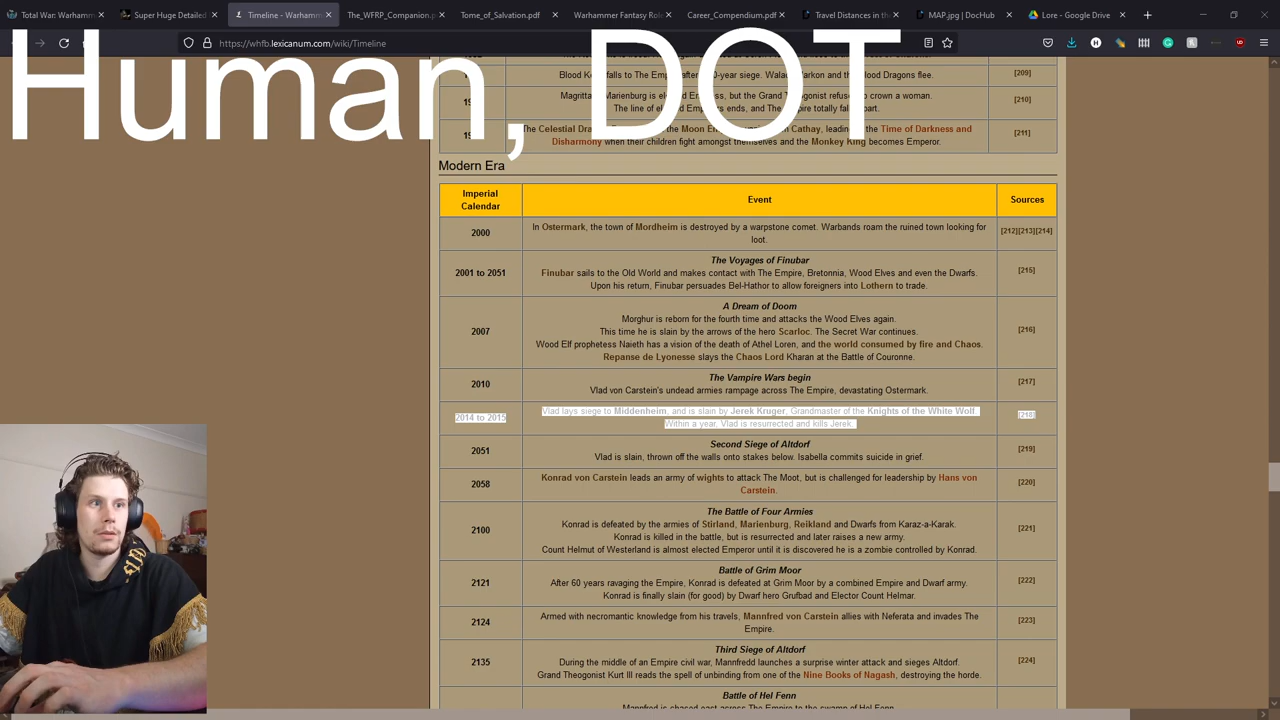 Total War: Warhamm
Super Huge Detailed
Timeline - Warhamm
The_WFRP_Companion.p
Tome_of_Salvation.pdf
Warhammer Fantasy Rol
Career_Compendium.pdf
Travel Distances in th
MAP.jpg | DocHub
Lore - Google Drive
https://whfb.lexicanum.com/wiki/Timeline
Human, DOT
Blood Ke falls to The Empire after 0-year siege. Wala arkon and th lood Dragons flee.
[209]
Magritta Marienburg is el d Em ess, but the Grand T ogonist refus o crown a woman.
[210]
The line of el d Emp rs ends, and The pire totally fal part.
The Celestial Dra the Moon En n Cathay, leadin the Time of Darkness and
[211]
Disharmony when their children fight amongst themselves and the Monkey King becomes Emperor.
Modern Era
Imperial Calendar
Event
Sources
2000
In Ostermark, the town of Mordheim is destroyed by a warpstone comet. Warbands roam the ruined town looking for
loot.
[212][213][214]
2001 to 2051
The Voyages of Finubar
Finubar sails to the Old World and makes contact with The Empire, Bretonnia, Wood Elves and even the Dwarfs.
Upon his return, Finubar persuades Bel-Hathor to allow foreigners into Lothern to trade.
[215]
2007
A Dream of Doom
Morghur is reborn for the fourth time and attacks the Wood Elves again.
This time he is slain by the arrows of the hero Scarloc. The Secret War continues.
Wood Elf prophetess Naieth has a vision of the death of Athel Loren, and the world consumed by fire and Chaos.
Repanse de Lyonesse slays the Chaos Lord Kharan at the Battle of Couronne.
[216]
2010
The Vampire Wars begin
Vlad von Carstein's undead armies rampage across The Empire, devastating Ostermark.
[217]
2014 to 2015
Vlad lays siege to Middenheim, and is slain by Jerek Kruger, Grandmaster of the Knights of the White Wolf.
Within a year, Vlad is resurrected and kills Jerek.
[218]
2051
Second Siege of Altdorf
Vlad is slain, thrown off the walls onto stakes below. Isabella commits suicide in grief.
[219]
2058
Konrad von Carstein leads an army of wights to attack The Moot, but is challenged for leadership by Hans von
Carstein.
[220]
2100
The Battle of Four Armies
Konrad is defeated by the armies of Stirland, Marienburg, Reikland and Dwarfs from Karaz-a-Karak.
Konrad is killed in the battle, but is resurrected and later raises a new army.
Count Helmut of Westerland is almost elected Emperor until it is discovered he is a zombie controlled by Konrad.
[221]
2121
Battle of Grim Moor
After 60 years ravaging the Empire, Konrad is defeated at Grim Moor by a combined Empire and Dwarf army.
Konrad is finally slain (for good) by Dwarf hero Grufbad and Elector Count Helmar.
[222]
2124
Armed with necromantic knowledge from his travels, Mannfred von Carstein allies with Neferata and invades The
Empire.
[223]
2135
Third Siege of Altdorf
During the middle of an Empire civil war, Mannfredd launches a surprise winter attack and sieges Altdorf.
Grand Theogonist Kurt III reads the spell of unbinding from one of the Nine Books of Nagash, destroying the horde.
[224]
Battle of Hel Fenn
Mannfred is chased east across The Empire to the swamp of Hel Fenn.